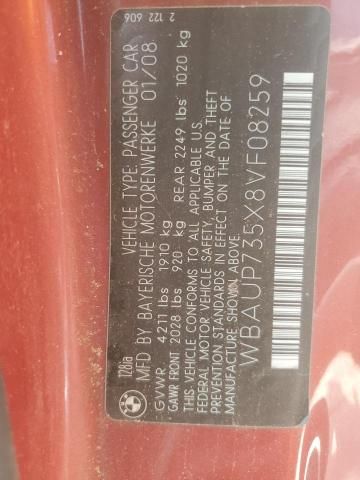 2 122 606
VEHICLE TYPE: PASSENGER CAR
128ia
MFD BY BAYERISCHE MOTORENWERKE 01/08
GVWR 4211 lbs 1910 kg
GAWR FRONT 2028 lbs 920 kg REAR 2249 lbs 1020 kg
THIS VEHICLE CONFORMS TO ALL APPLICABLE U.S.
FEDERAL MOTOR VEHICLE SAFETY, BUMPER AND THEFT
PREVENTION STANDARDS IN EFFECT ON THE DATE OF
MANUFACTURE SHOWN ABOVE
WBAUP735X8VF08259